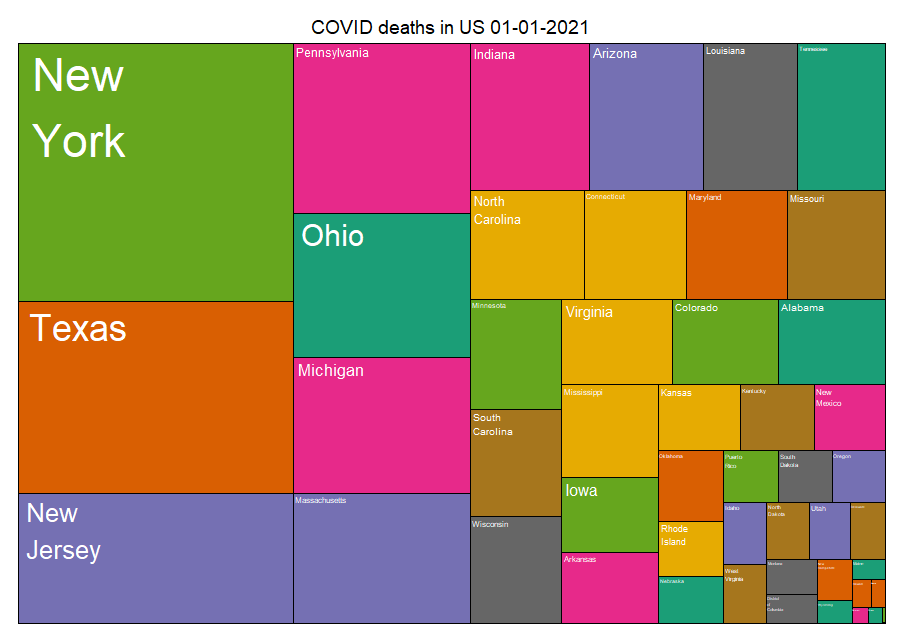 COVID deaths in US 01-01-2021
New
York
Texas
New
Jersey
Pennsylvania
Ohio
Michigan
Massachusetts
Indiana
Arizona
Louisiana
Tennessee
North
Carolina
Connecticut
Maryland
Missouri
Minnesota
South
Carolina
Wisconsin
Virginia
Colorado
Alabama
Mississippi
Iowa
Arkansas
Kansas
Kentucky
New
Mexico
Oklahoma
Rhode
Island
Nebraska
Puerto
Rico
South
Dakota
Oregon
Idaho
West
Virginia
North
Dakota
Utah
Montana
District
of
Columbia
Wyoming